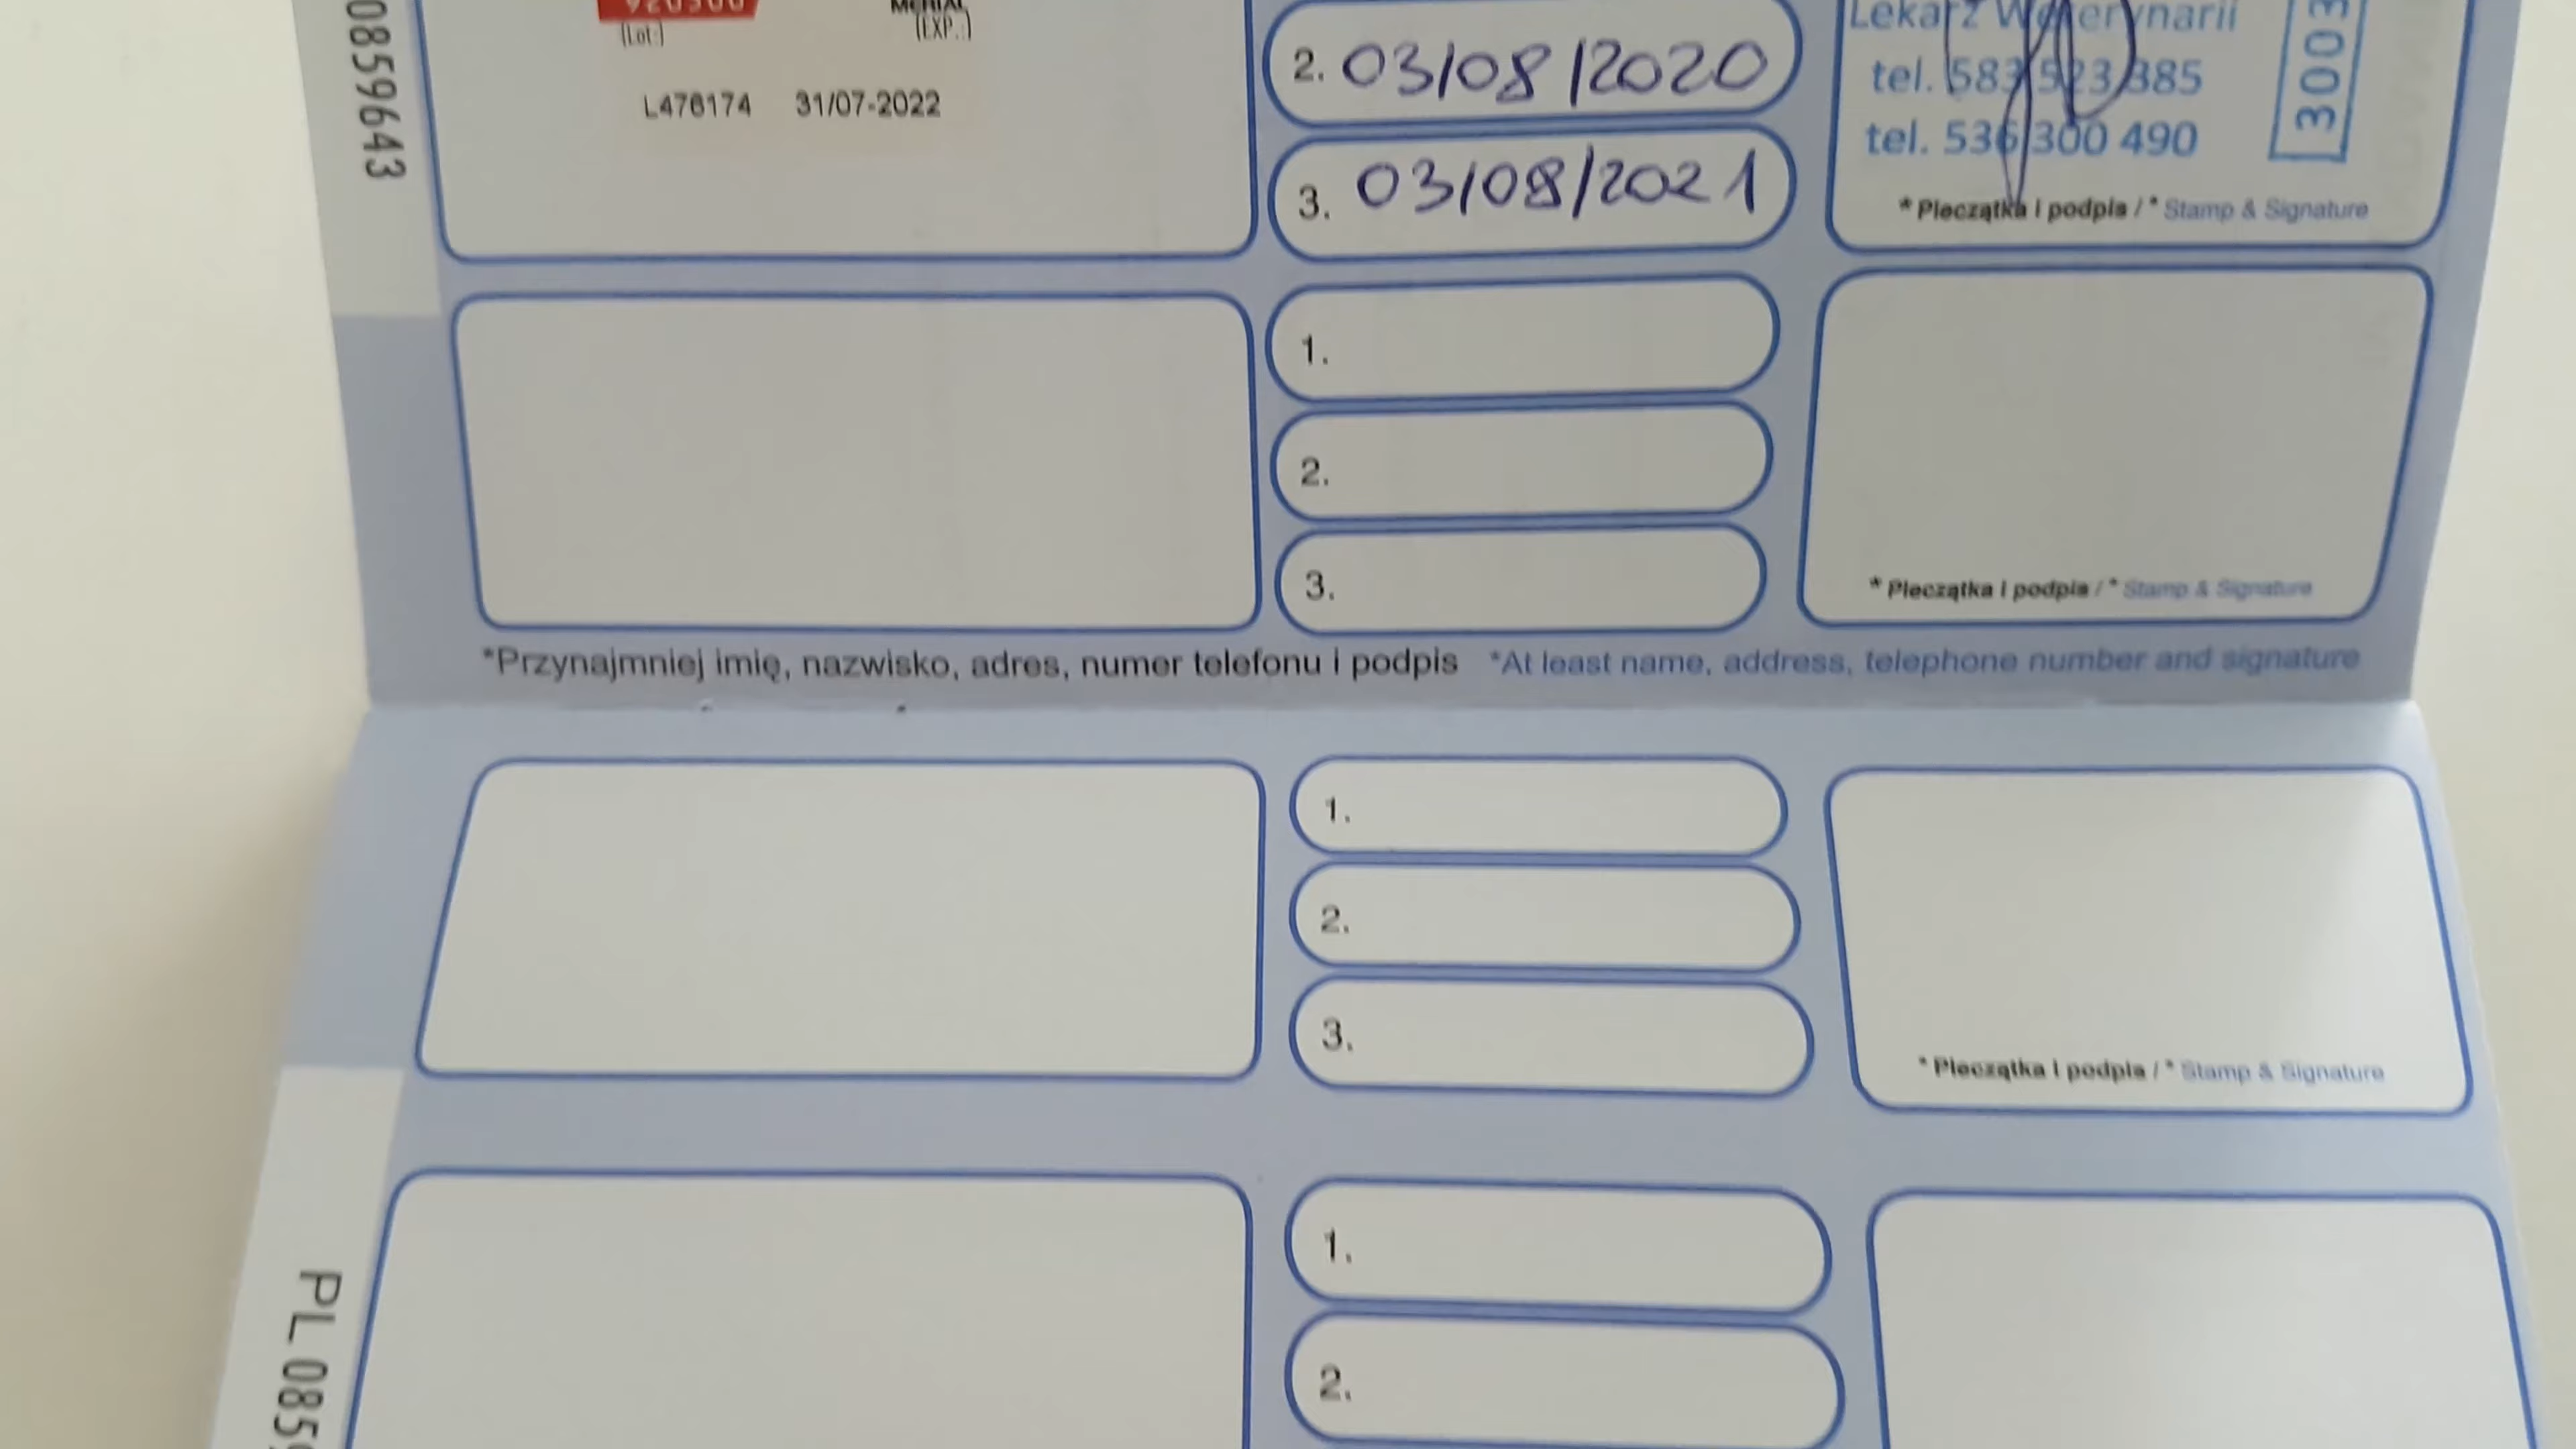 0859643
920500
MERIAL
(Lot:)
(EXP.:)
L476174 31/07-2022
2. 03/08/2020
3. 03/08/2021
Lekarz Weterynarii
tel. 583 523 385
tel. 536 300 490
3003
* Pieczątka i podpis / * Stamp & Signature
1.
2.
3.
* Pieczątka i podpis / * Stamp & Signature
*Przynajmniej imię, nazwisko, adres, numer telefonu i podpis *At least name, address, telephone number and signature
1.
2.
3.
* Pieczątka i podpis / * Stamp & Signature
PL 085
1.
2.